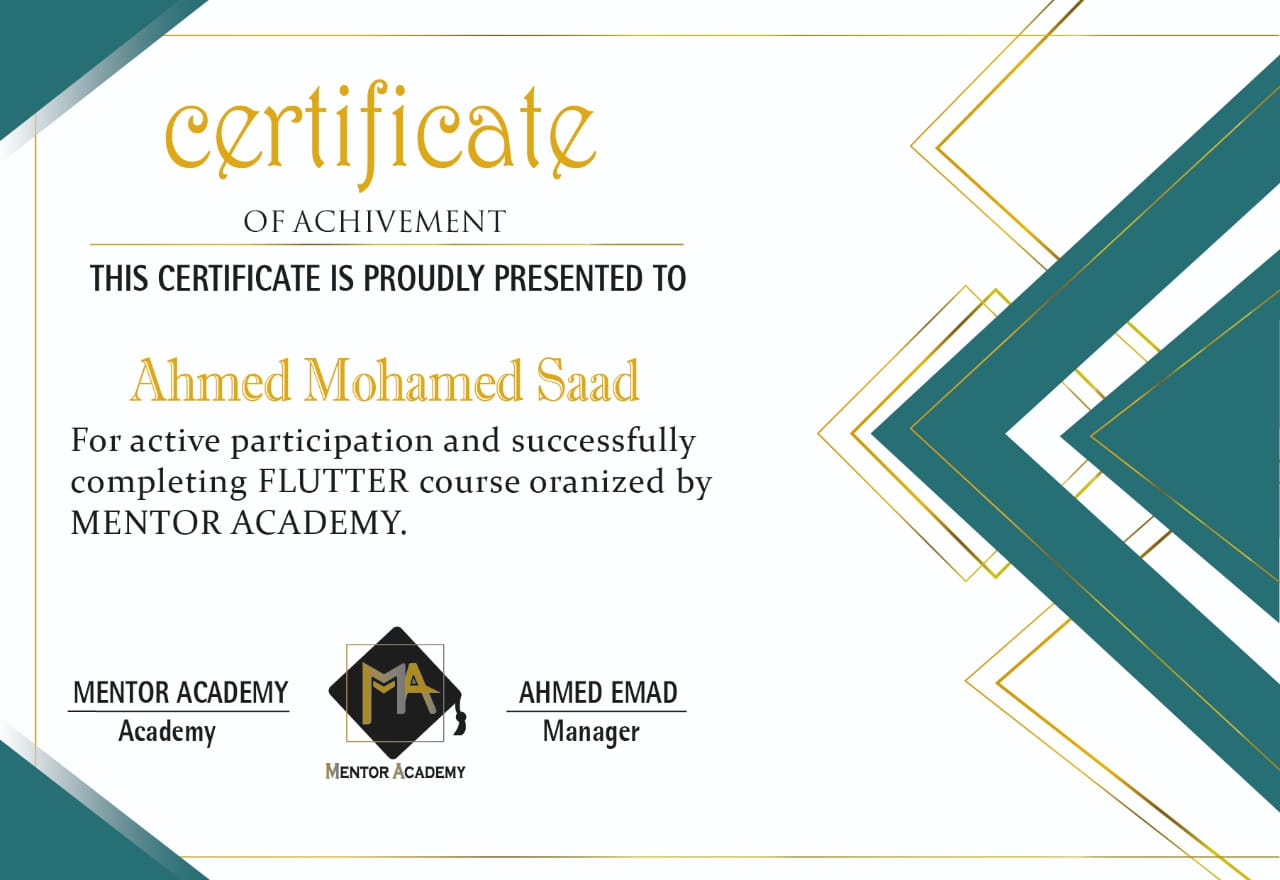 certificate
OF ACHIVEMENT
THIS CERTIFICATE IS PROUDLY PRESENTED TO
Ahmed Mohamed Saad
For active participation and successfully
completing FLUTTER course oranized by
MENTOR ACADEMY.
MENTOR ACADEMY
Academy
MA
MENTOR ACADEMY
AHMED EMAD
Manager